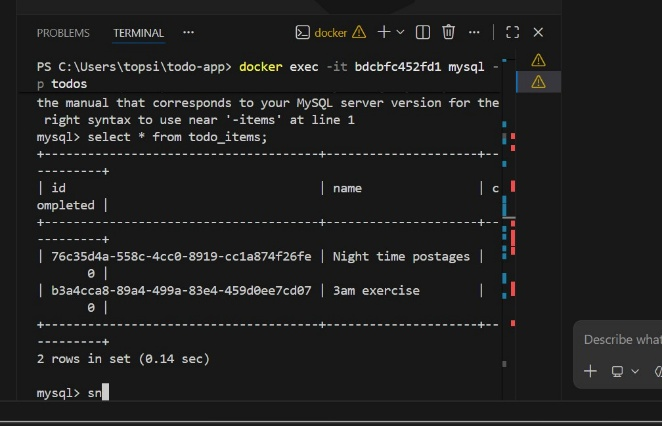 PROBLEMS TERMINAL ··· docker
PS C:\Users\topsi\todo-app> docker exec -it bdcbfc452fd1 mysql -
p todos
the manual that corresponds to your MySQL server version for the
right syntax to use near '-items' at line 1
mysql> select * from todo_items;
+--------------------------------------+---------------------+--
---------+
| id | name | c
ompleted |
+--------------------------------------+---------------------+--
---------+
| 76c35d4a-558c-4cc0-8919-cc1a874f26fe | Night time postages |
0 |
| b3a4cca8-89a4-499a-83e4-459d0ee7cd07 | 3am exercise |
0 |
+--------------------------------------+---------------------+--
---------+
2 rows in set (0.14 sec)
mysql> sn
Describe what